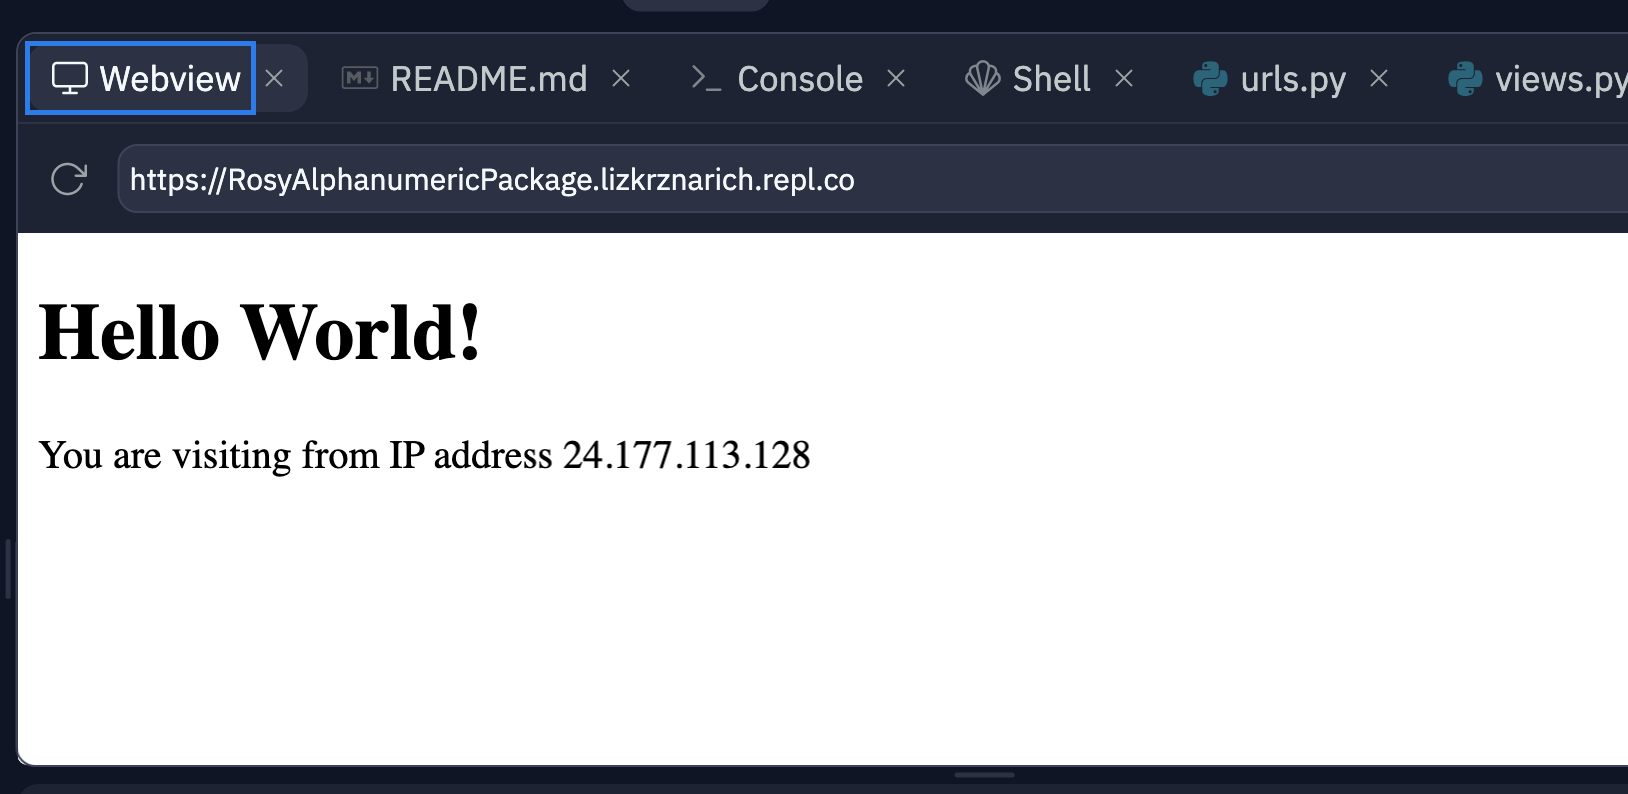 Webview README.md Console Shell urls.py views.py
https://RosyAlphanumericPackage.lizkrznarich.repl.co
Hello World!
You are visiting from IP address 24.177.113.128